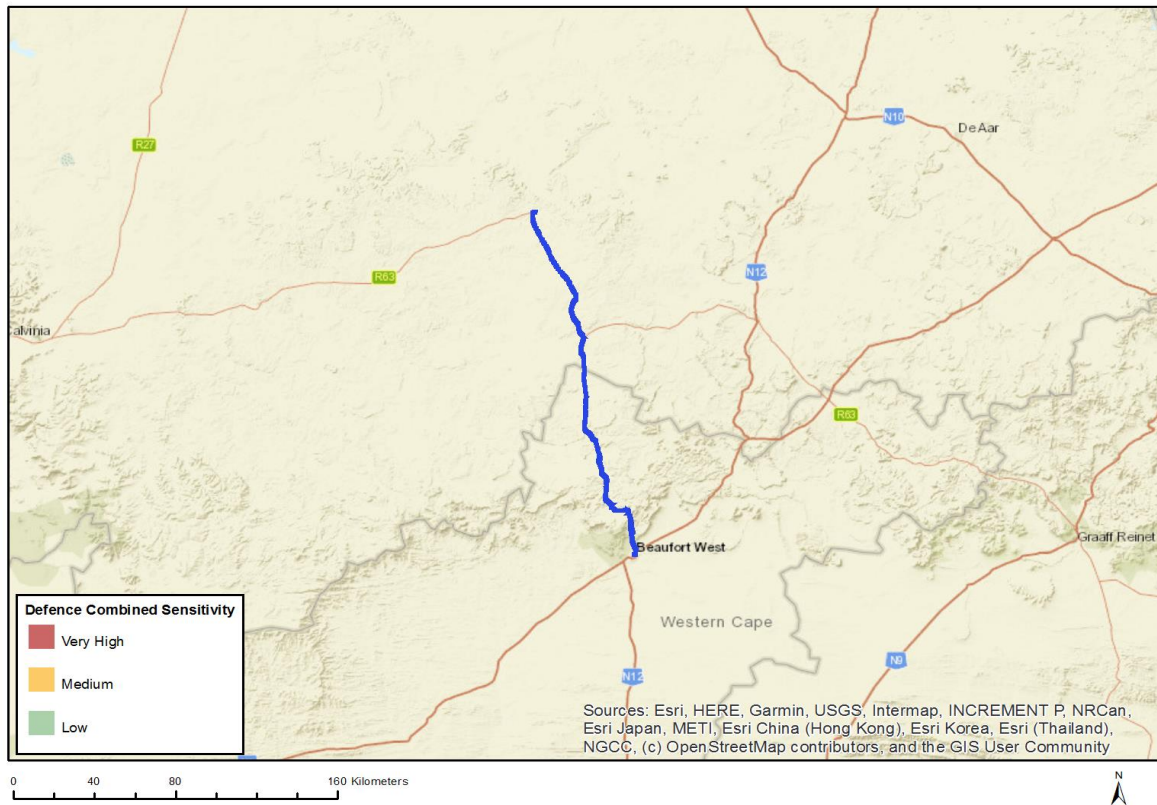 R27
N10
De Aar
N12
R63
alvinia
R63
Beaufort West
Graaff Reinet
Western Cape
N12
N9
Defence Combined Sensitivity
Very High
Medium
Low
Sources: Esri, HERE, Garmin, USGS, Intermap, INCREMENT P, NRCan,
Esri Japan, METI, Esri China (Hong Kong), Esri Korea, Esri (Thailand),
NGCC, (c) OpenStreetMap contributors, and the GIS User Community
0 40 80 160 Kilometers
N